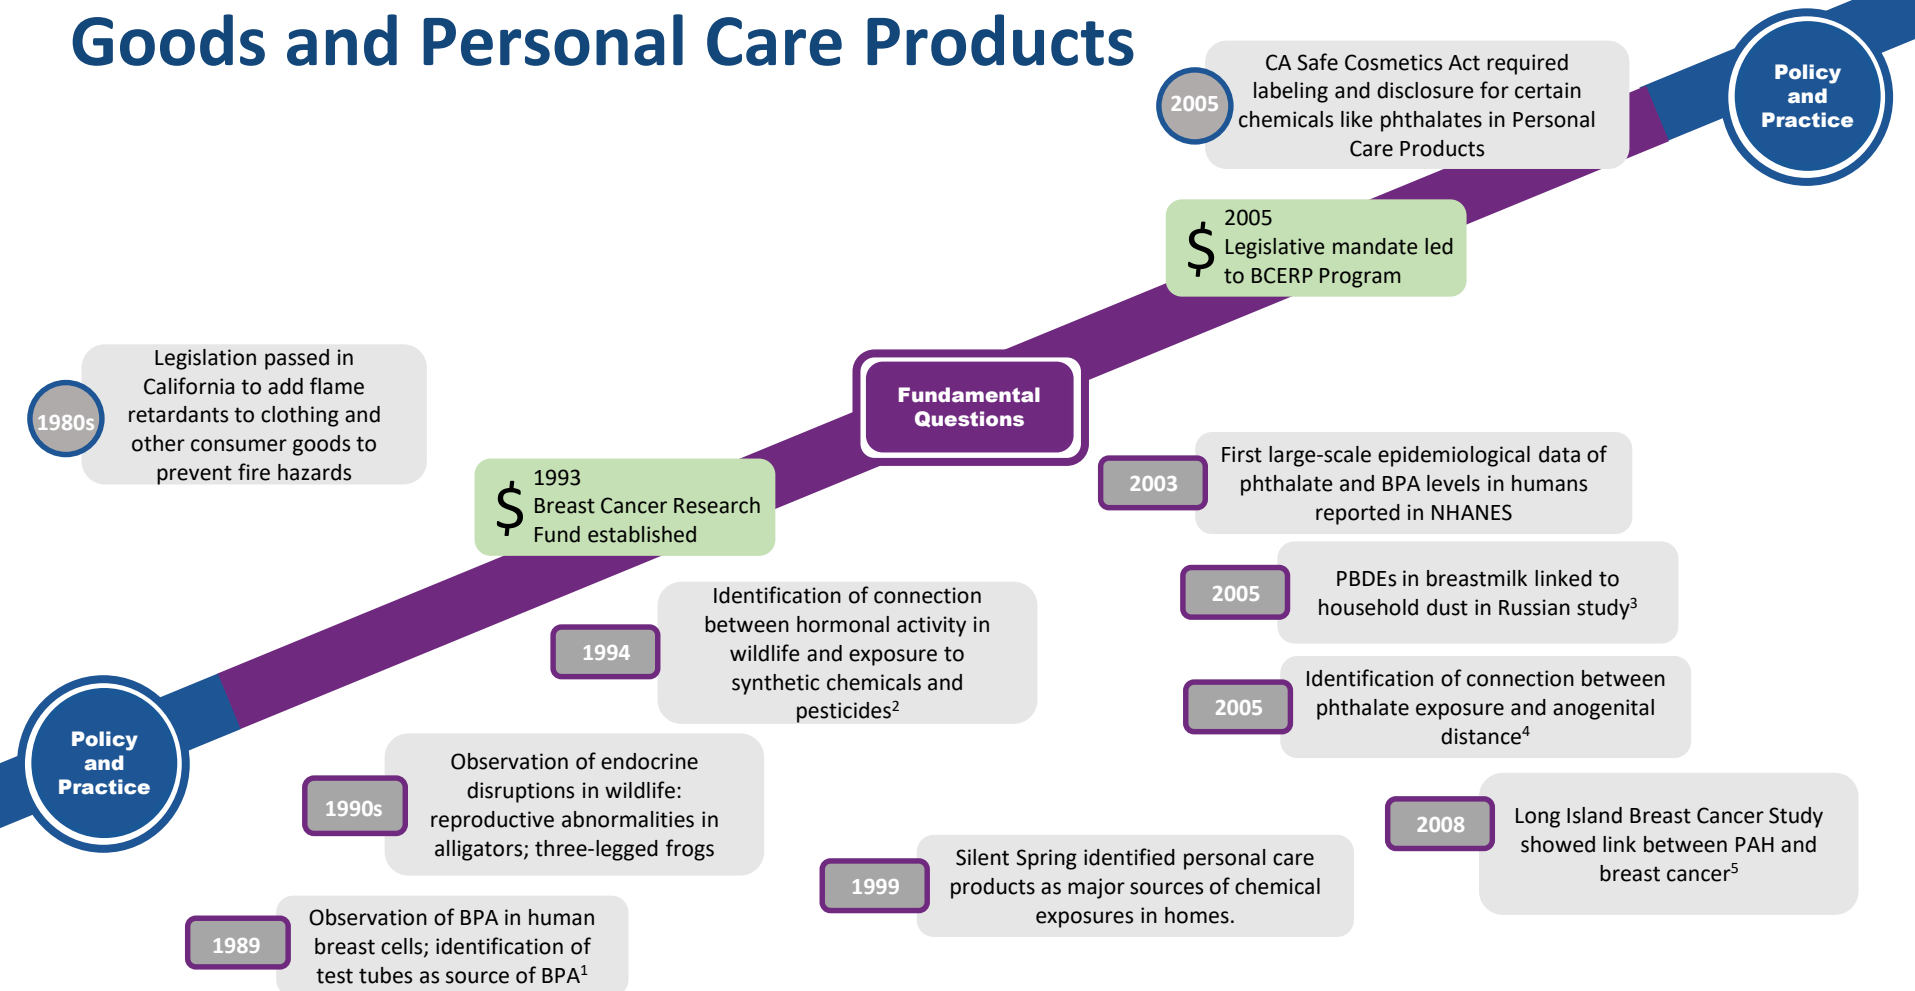 Goods and Personal Care Products
2005
CA Safe Cosmetics Act required
labeling and disclosure for certain
chemicals like phthalates in Personal
Care Products
Policy
and
Practice
$
2005
Legislative mandate led
to BCERP Program
1980s
Legislation passed in
California to add flame
retardants to clothing and
other consumer goods to
prevent fire hazards
Fundamental
Questions
$
1993
Breast Cancer Research
Fund established
2003
First large-scale epidemiological data of
phthalate and BPA levels in humans
reported in NHANES
2005
PBDEs in breastmilk linked to
household dust in Russian study³
1994
Identification of connection
between hormonal activity in
wildlife and exposure to
synthetic chemicals and
pesticides²
2005
Identification of connection between
phthalate exposure and anogenital
distance⁴
Policy
and
Practice
1990s
Observation of endocrine
disruptions in wildlife:
reproductive abnormalities in
alligators; three-legged frogs
2008
Long Island Breast Cancer Study
showed link between PAH and
breast cancer⁵
1999
Silent Spring identified personal care
products as major sources of chemical
exposures in homes.
1989
Observation of BPA in human
breast cells; identification of
test tubes as source of BPA¹